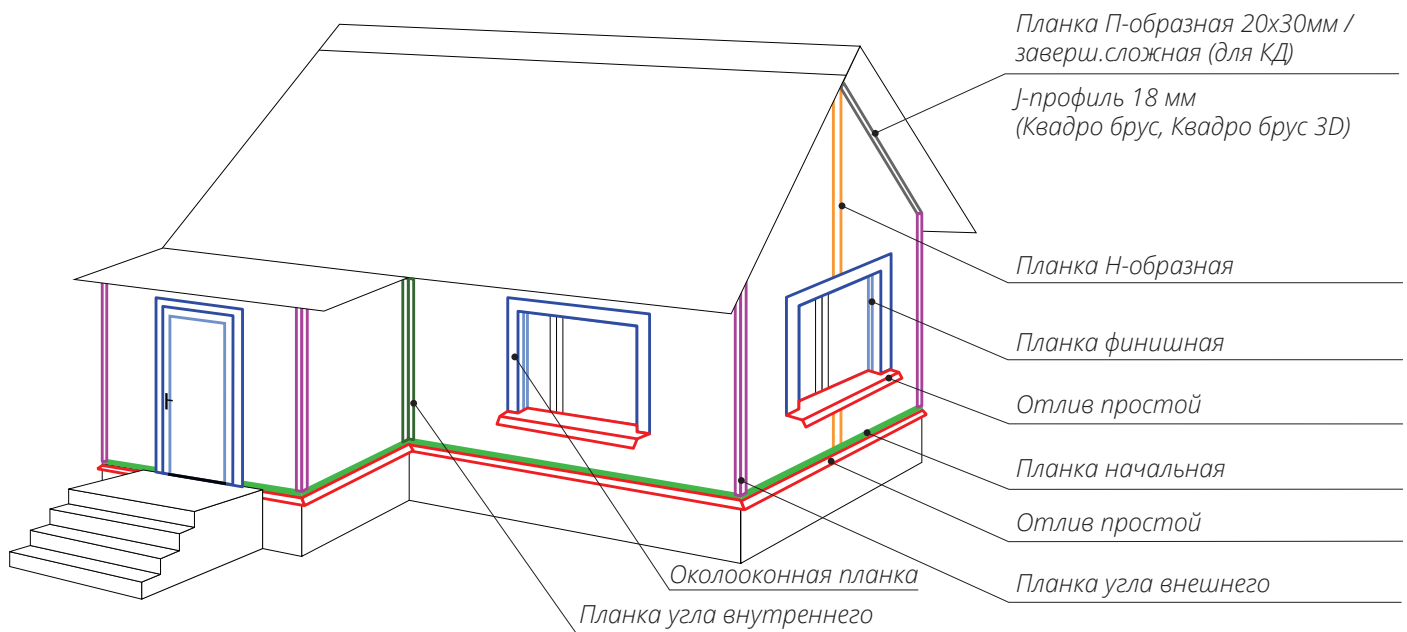 Планка П-образная 20х30мм /
заверш.сложная (для КД)
J-профиль 18 мм
(Квадро брус, Квадро брус 3D)
Планка Н-образная
Планка финишная
Отлив простой
Планка начальная
Отлив простой
Планка угла внешнего
Околооконная планка
Планка угла внутреннего